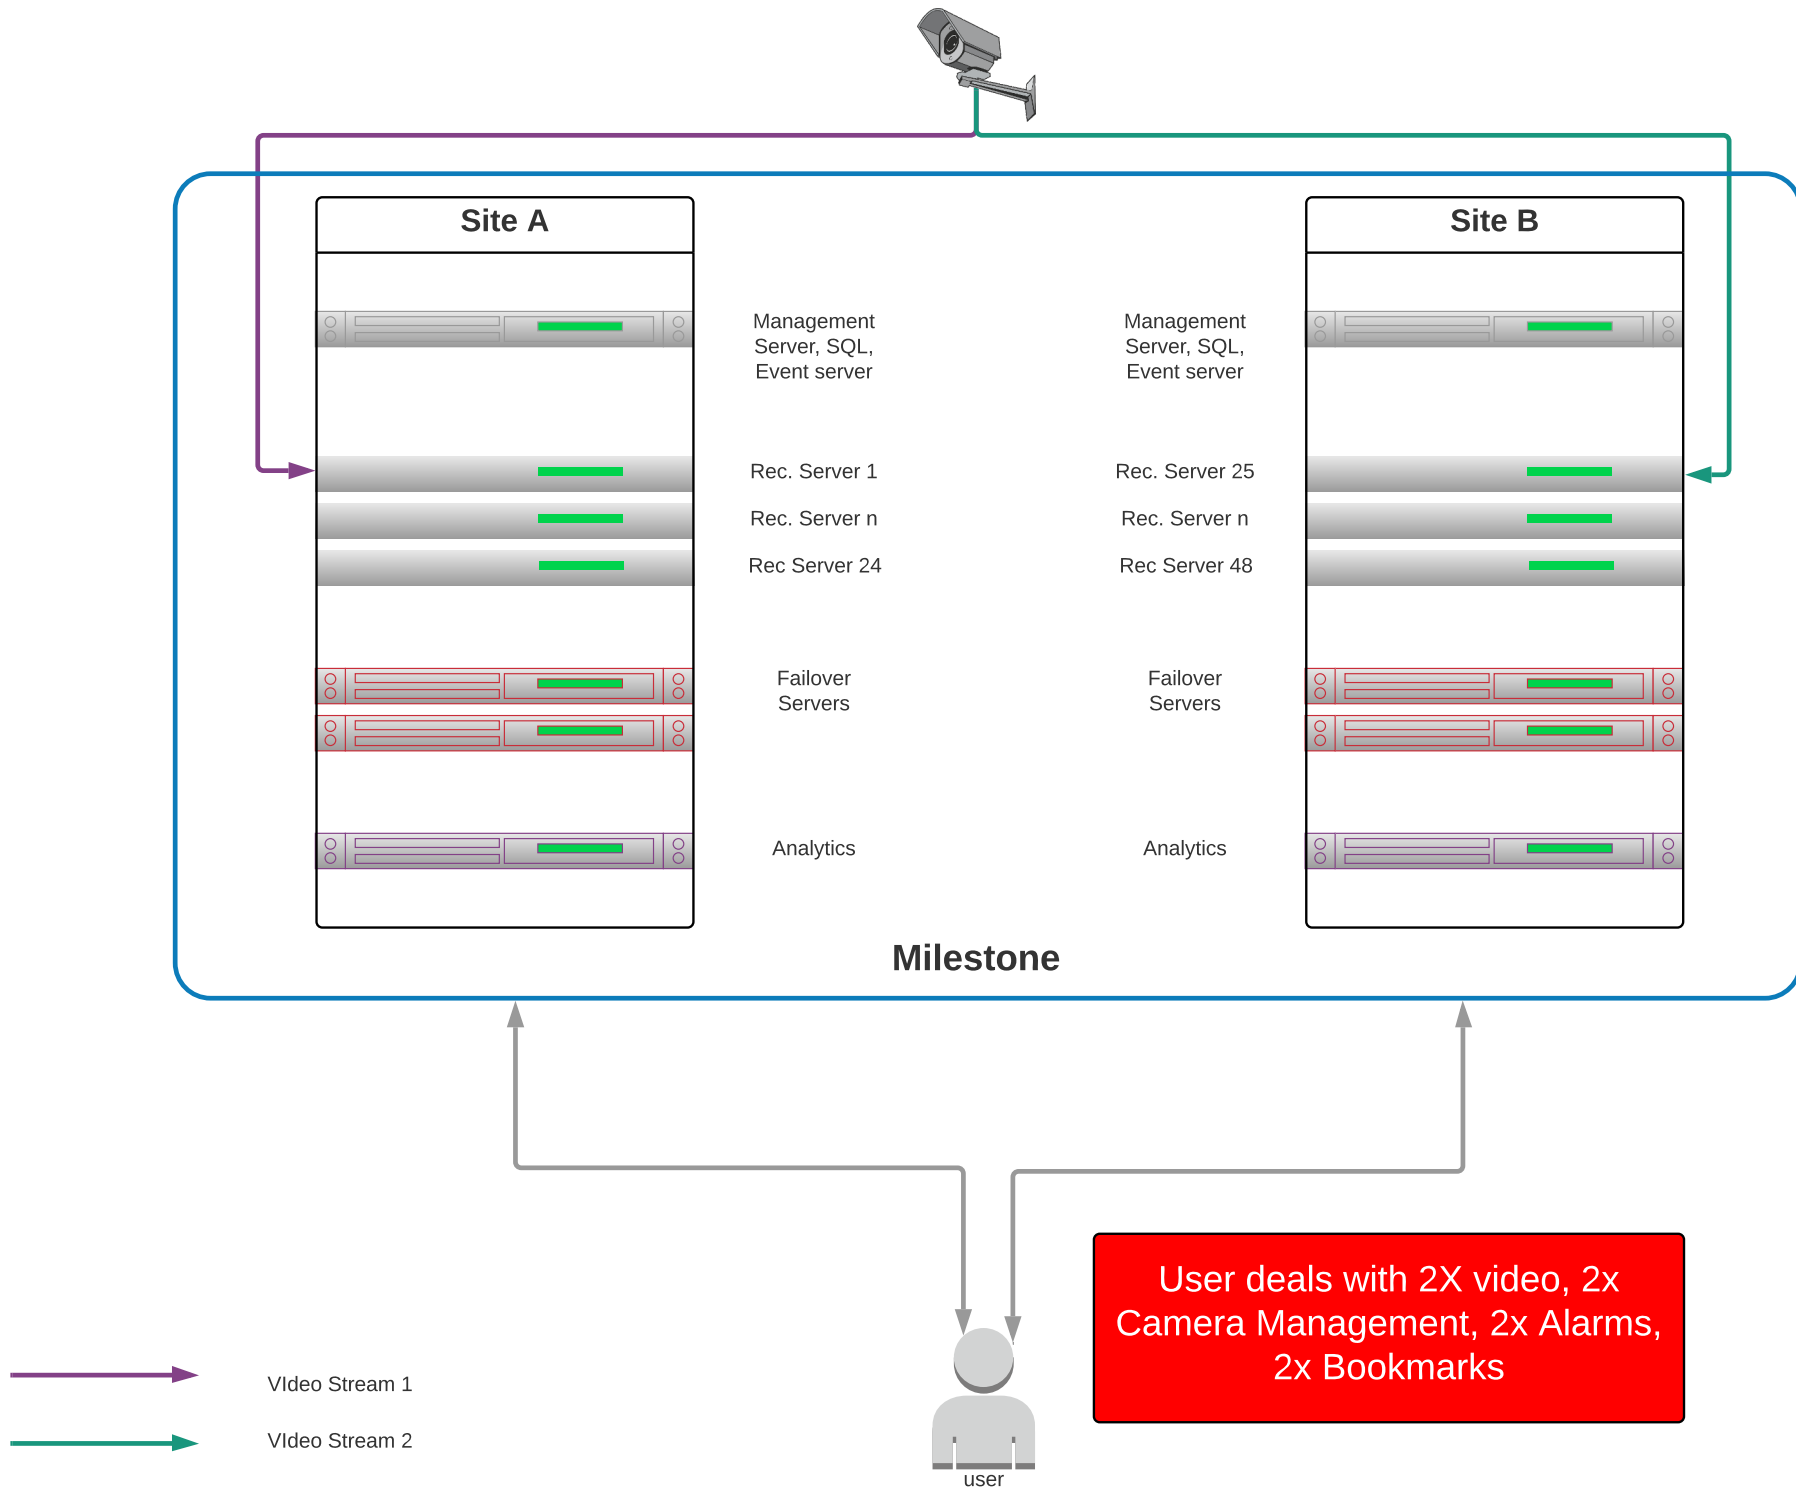 Site A
Site B
Management
Server, SQL,
Event server
Management
Server, SQL,
Event server
Rec. Server 1
Rec. Server 25
Rec. Server n
Rec. Server n
Rec Server 24
Rec Server 48
Failover
Servers
Failover
Servers
Analytics
Analytics
Milestone
User deals with 2X video, 2x
Camera Management, 2x Alarms,
2x Bookmarks
VIdeo Stream 1
VIdeo Stream 2
user